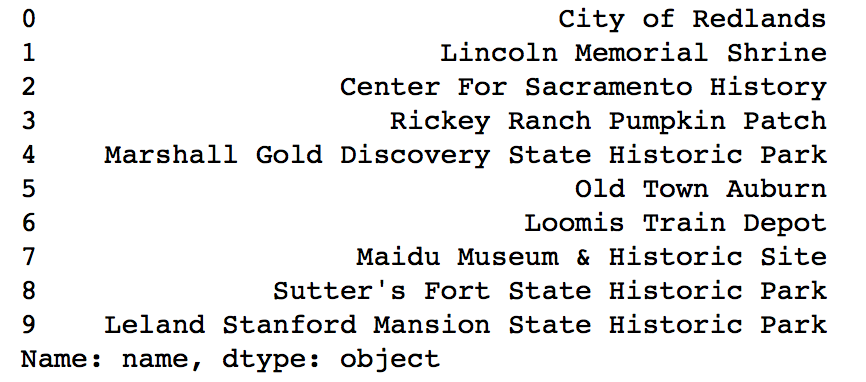 0 City of Redlands
1 Lincoln Memorial Shrine
2 Center For Sacramento History
3 Rickey Ranch Pumpkin Patch
4 Marshall Gold Discovery State Historic Park
5 Old Town Auburn
6 Loomis Train Depot
7 Maidu Museum & Historic Site
8 Sutter's Fort State Historic Park
9 Leland Stanford Mansion State Historic Park
Name: name, dtype: object